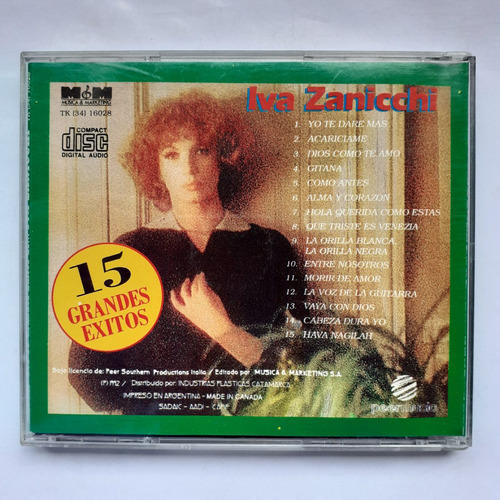 M&M
MUSICA & MARKETING
TK (34) 16028
COMPACT
disc
DIGITAL AUDIO
Iva Zanicchi
1. YO TE DARE MAS
2. ACARICIAME
3. DIOS COMO TE AMO
4. GITANA
5. COMO ANTES
6. ALMA Y CORAZON
7. HOLA QUERIDA COMO ESTAS
8. QUE TRISTE ES VENEZIA
9. LA ORILLA BLANCA,
LA ORILLA NEGRA
10. ENTRE NOSOTROS
11. MORIR DE AMOR
12. LA VOZ DE LA GUITARRA
13. VAYA CON DIOS
14. CABEZA DURA YO
15. HAVA NAGILAH
15
GRANDES
EXITOS
Bajo licencia de: Peer Southern Productions Italia / Editado por: MUSICA & MARKETING S.A.
(P) 1992 / Distribuido por: INDUSTRIAS PLASTICAS CATAMARCA
IMPRESO EN ARGENTINA - MADE IN CANADA
SADAIC - AADI - CAPIF